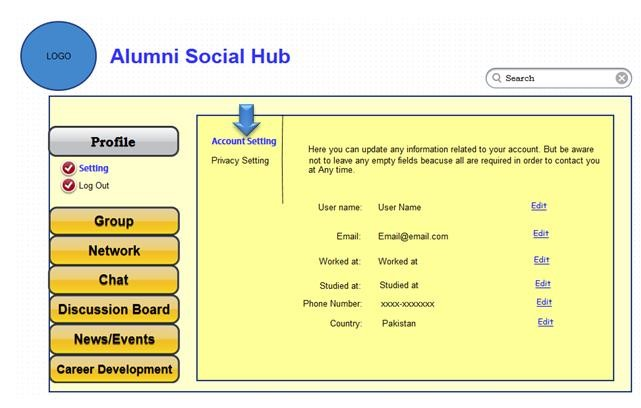 LOGO
Alumni Social Hub
Search
Profile
Setting
Log Out
Group
Network
Chat
Discussion Board
News/Events
Career Development
Account Setting
Privacy Setting
Here you can update any information related to your account. But be aware
not to leave any empty fields beacuse all are required in order to contact you
at Any time.
User name: User Name Edit
Email: Email@email.com Edit
Worked at: Worked at Edit
Studied at: Studied at Edit
Phone Number: xxxx-xxxxxxx Edit
Country: Pakistan Edit